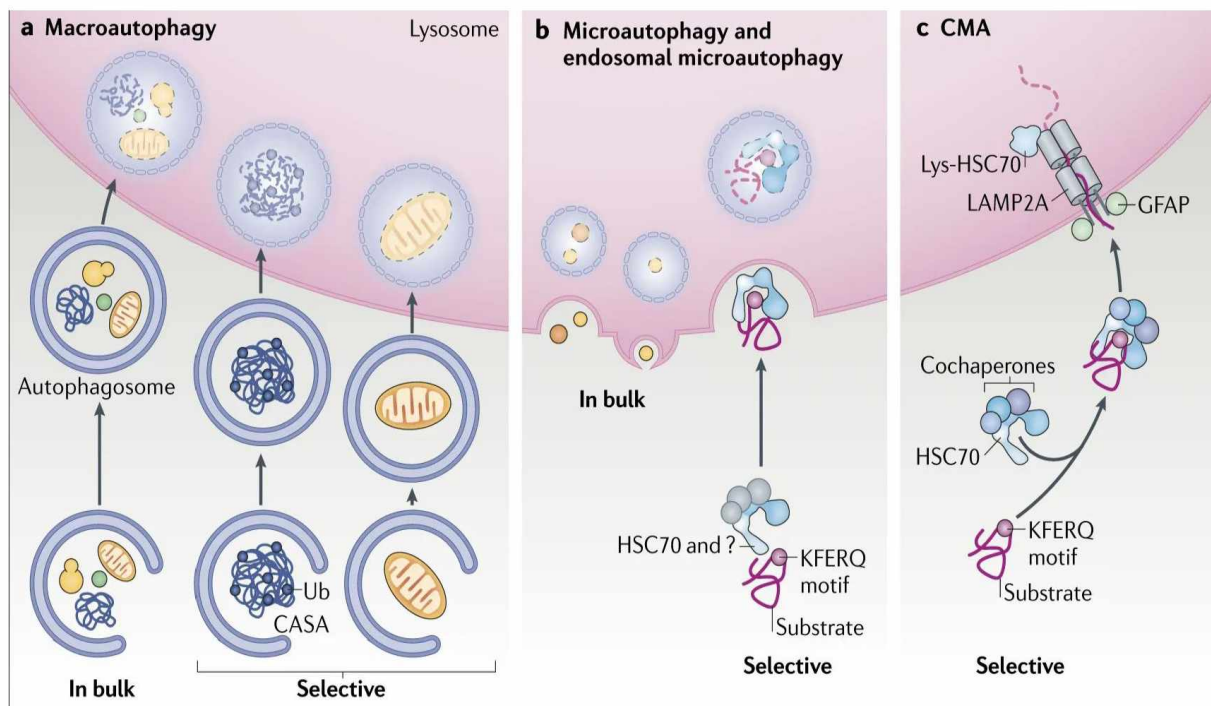 a Macroautophagy
Lysosome
Autophagosome
Ub
CASA
In bulk
Selective
b Microautophagy and
endosomal microautophagy
In bulk
HSC70 and ?
KFERQ
motif
Substrate
Selective
c CMA
Lys-HSC70
LAMP2A
GFAP
Cochaperones
HSC70
KFERQ
motif
Substrate
Selective